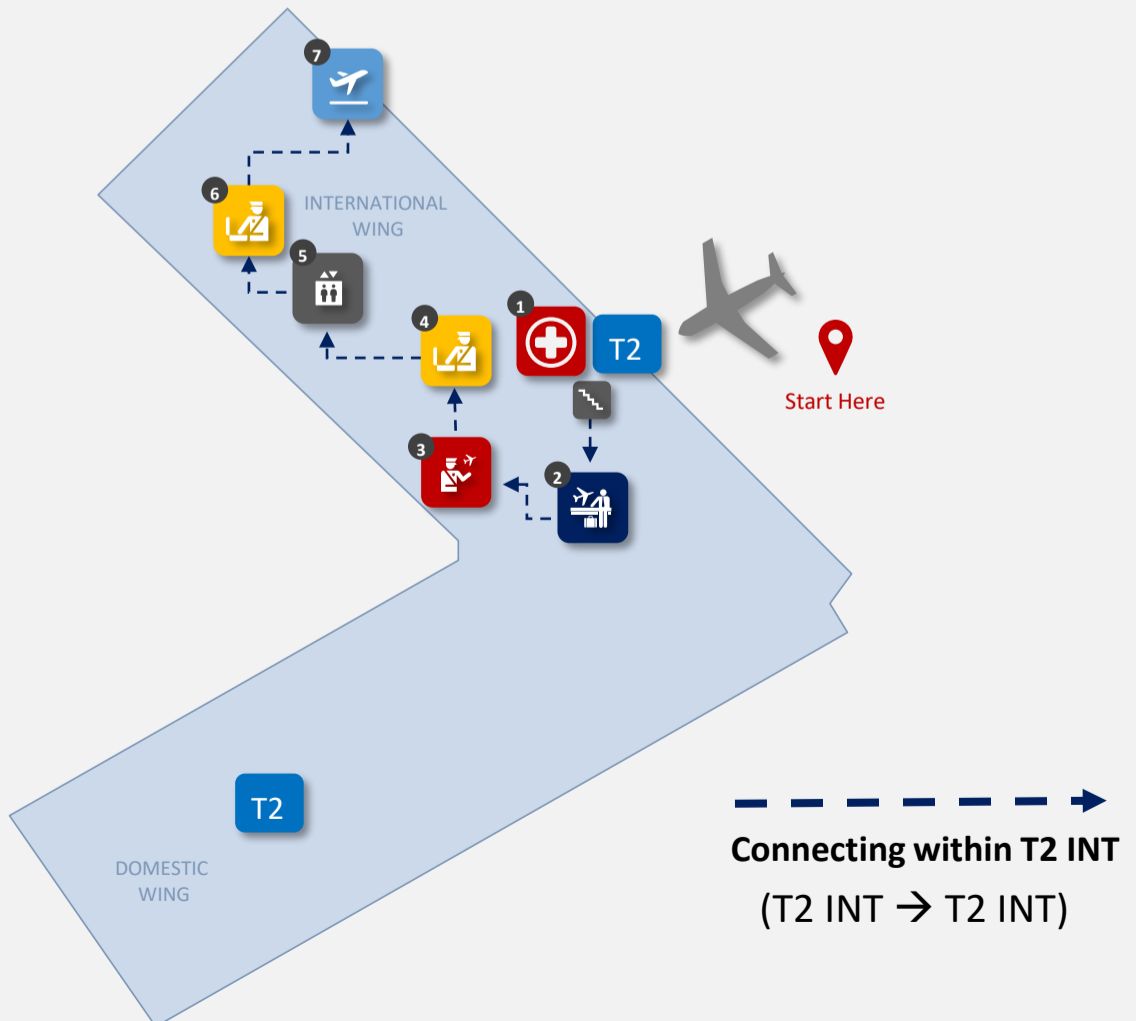 7
6
INTERNATIONAL
WING
5
1
4
T2
Start Here
3
2
T2
DOMESTIC
WING
Connecting within T2 INT
(T2 INT → T2 INT)